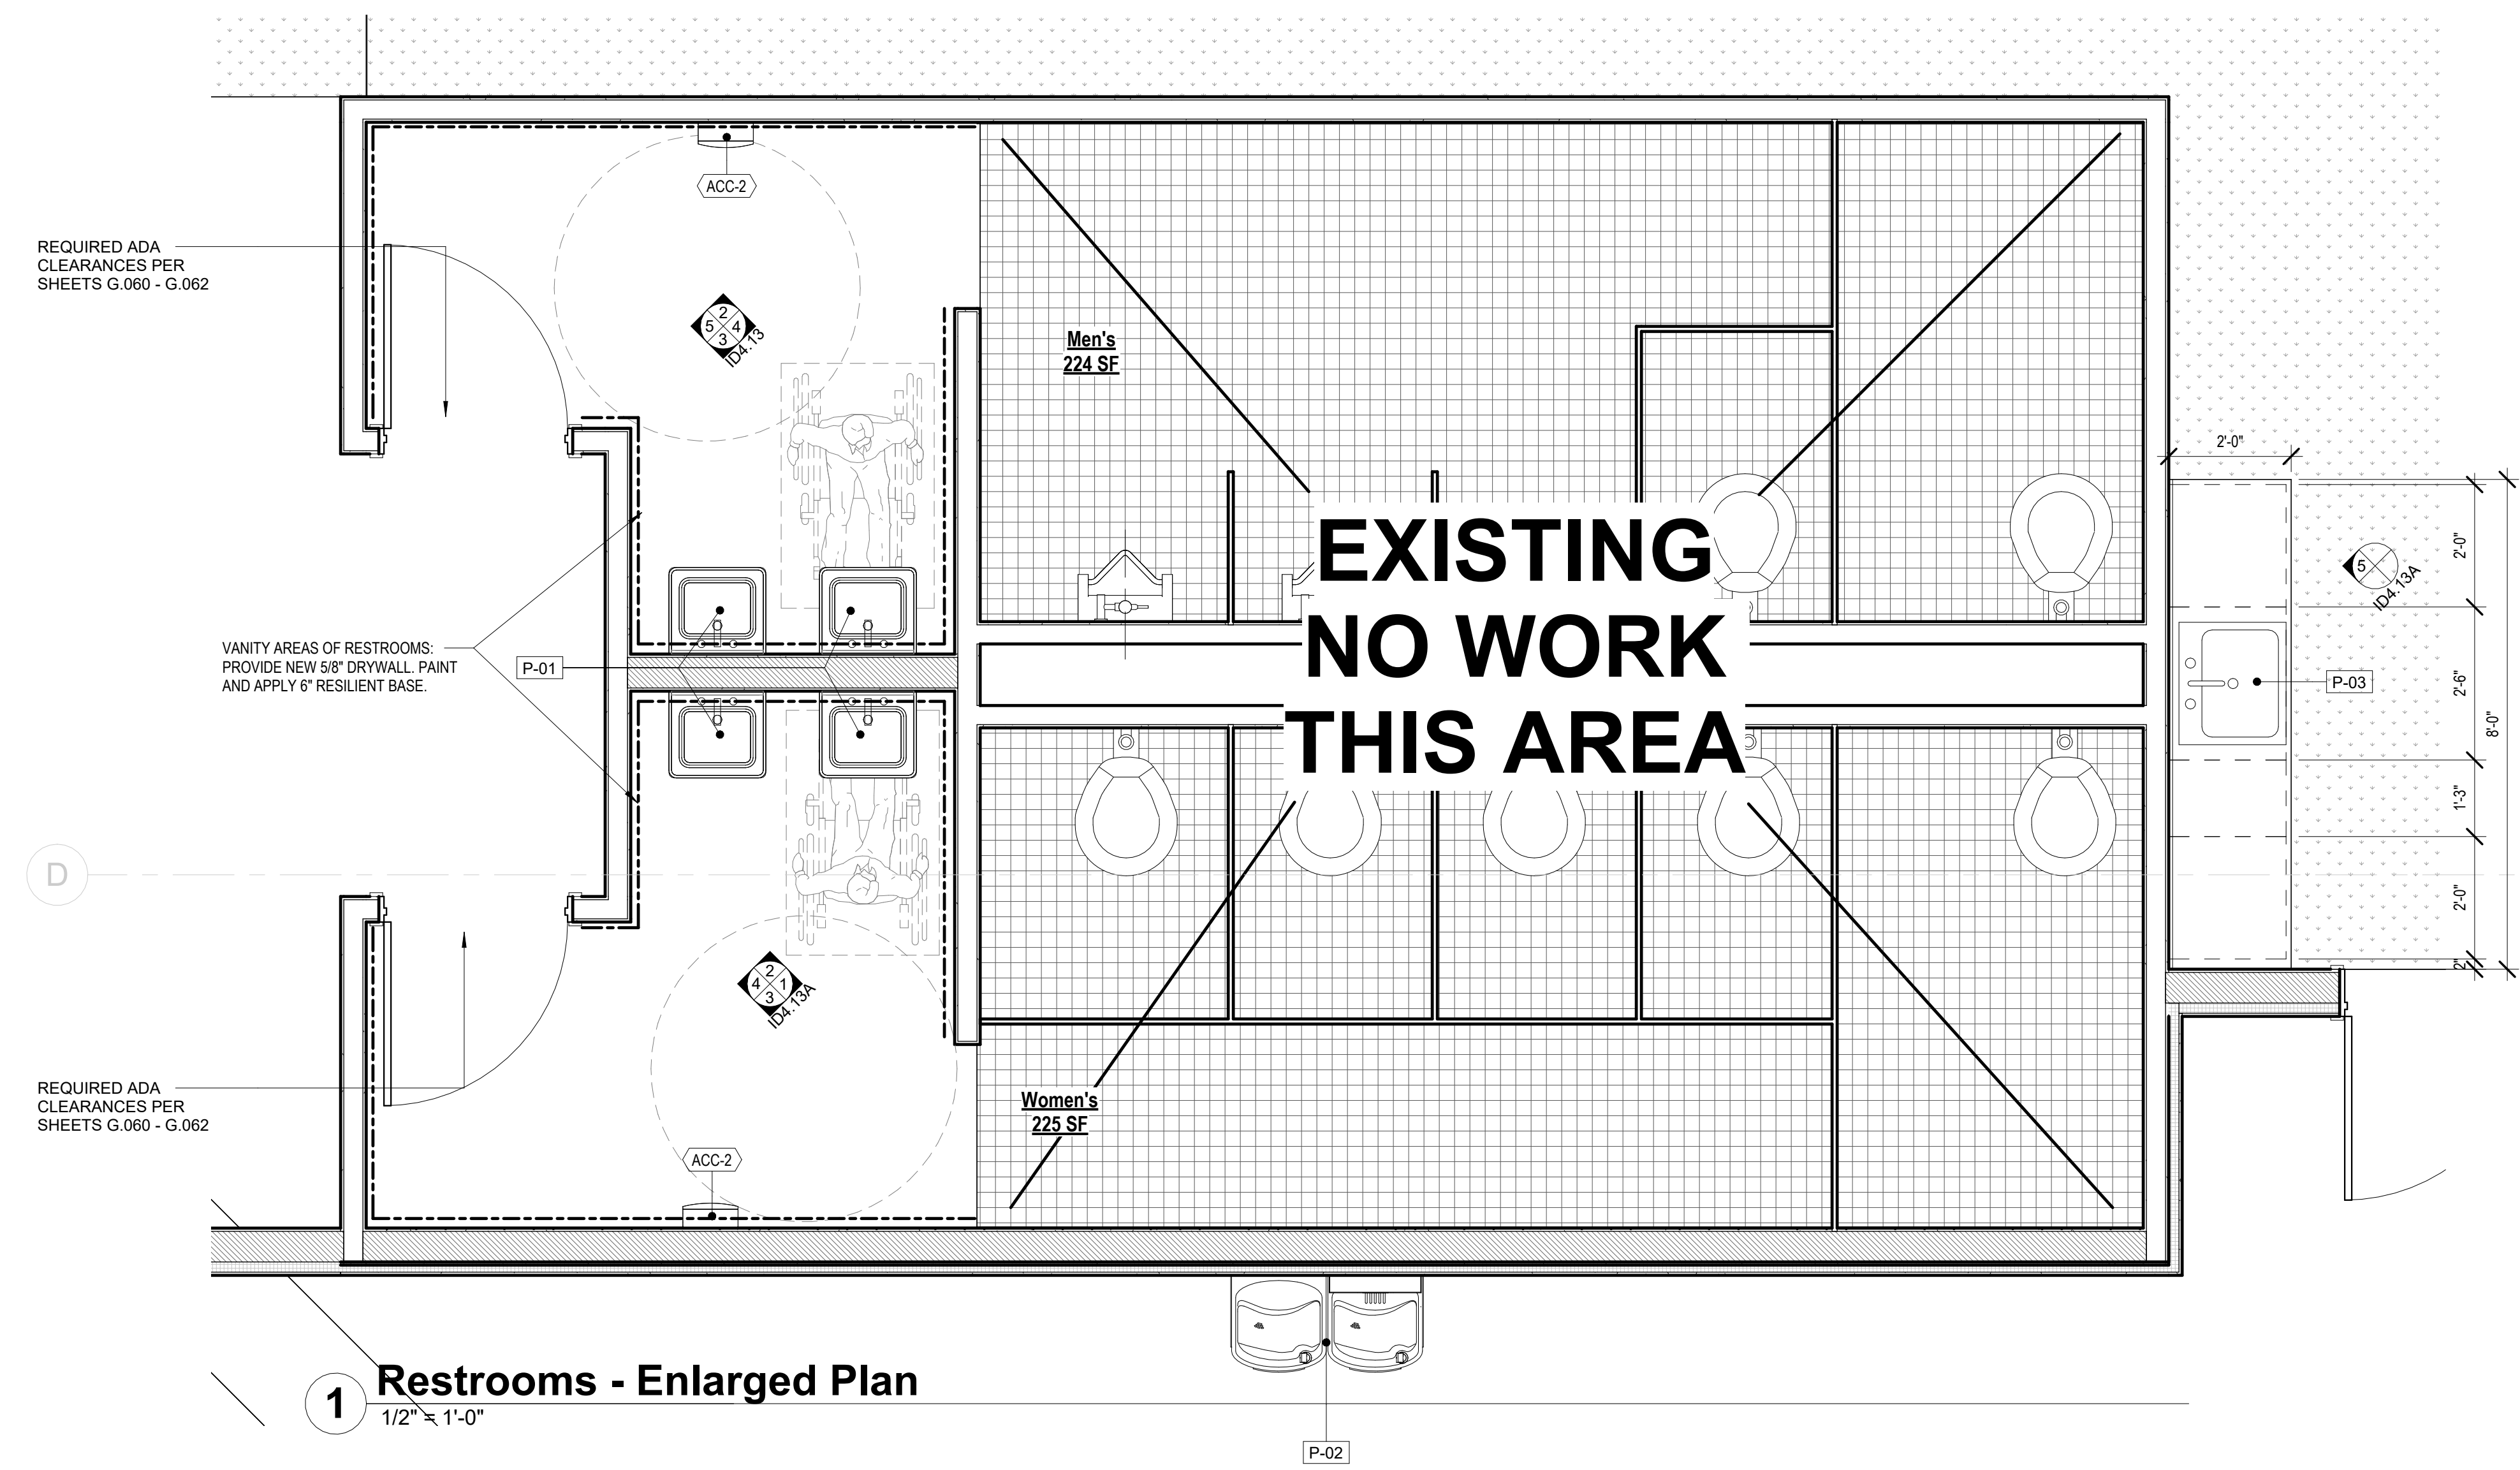 ACC-2
REQUIRED ADA
CLEARANCES PER
SHEETS G.060 - G.062
2
5 4
3
ID4.13
Men's
224 SF
2'-0"
EXISTING
NO WORK
THIS AREA
2'-0"
5
ID4.13A
VANITY AREAS OF RESTROOMS:
PROVIDE NEW 5/8" DRYWALL. PAINT
AND APPLY 6" RESILIENT BASE.
P-01
P-03
2'-6"
8'-0"
1'-3"
D
2'-0"
2"
2
4 1
3
ID4.13A
REQUIRED ADA
CLEARANCES PER
SHEETS G.060 - G.062
Women's
225 SF
ACC-2
1
Restrooms - Enlarged Plan
1/2" = 1'-0"
P-02